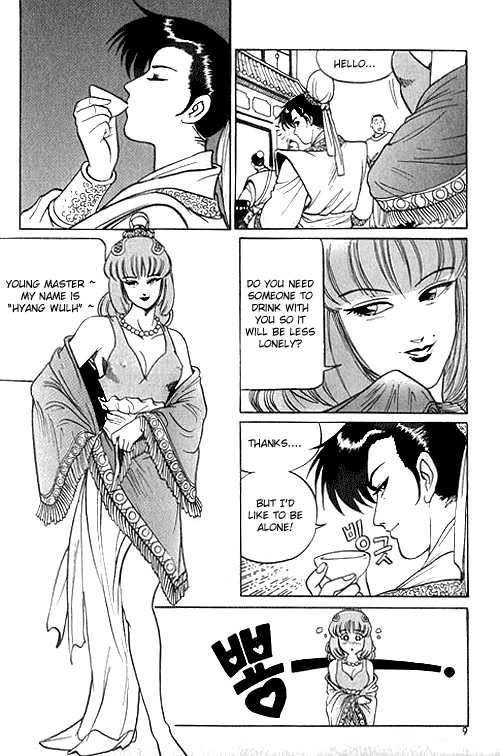 HELLO...
YOUNG MASTER ~
MY NAME IS
"HYANG WULH" ~
DO YOU NEED
SOMEONE TO
DRINK WITH
YOU SO IT
WILL BE LESS
LONELY?
THANKS....
BUT I'D
LIKE TO BE
ALONE!
빙긋
뽕
9